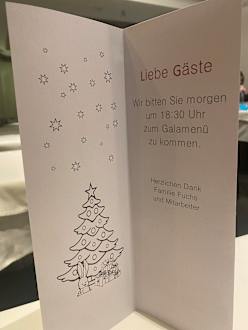 Liebe Gäste
Wir bitten Sie morgen
um 18:30 Uhr
zum Galamenü
zu kommen.
Herzlichen Dank
Familie Fuchs
und Mitarbeiter